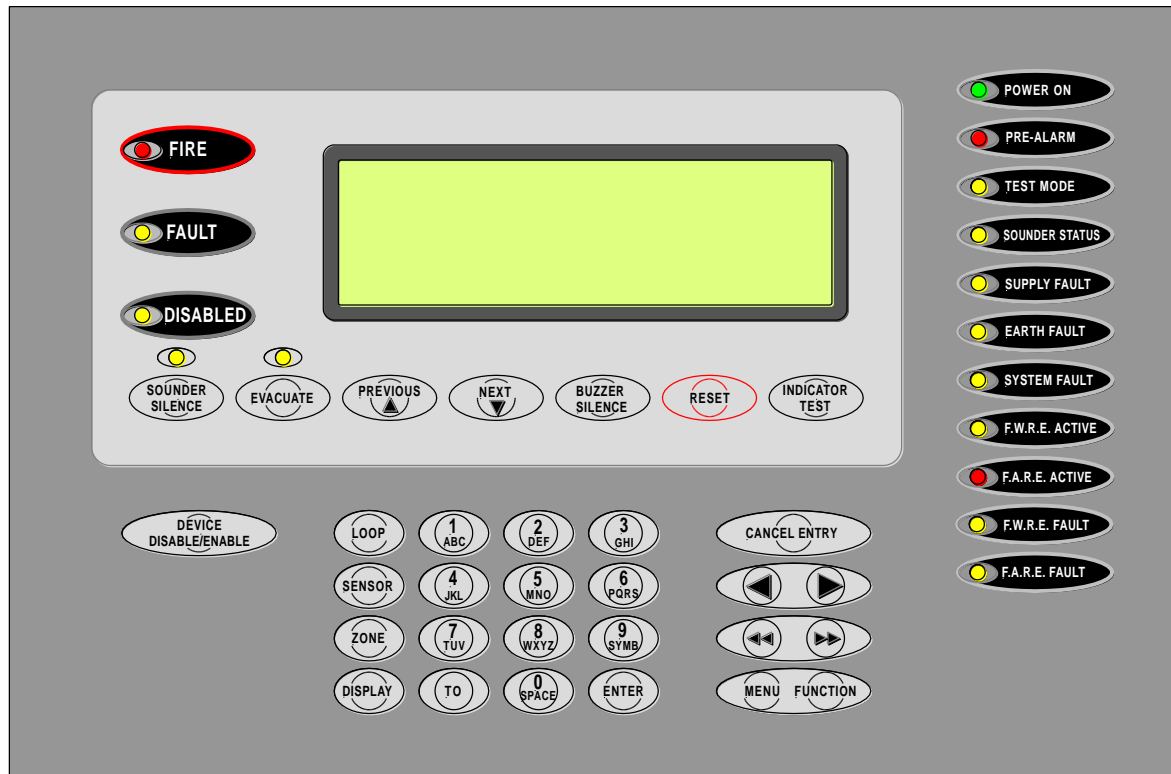 FIRE
FAULT
DISABLED
SOUNDER
SILENCE
EVACUATE
PREVIOUS
NEXT
BUZZER
SILENCE
RESET
INDICATOR
TEST
POWER ON
PRE-ALARM
TEST MODE
SOUNDER STATUS
SUPPLY FAULT
EARTH FAULT
SYSTEM FAULT
F.W.R.E. ACTIVE
F.A.R.E. ACTIVE
F.W.R.E. FAULT
F.A.R.E. FAULT
DEVICE
DISABLE/ENABLE
LOOP
1
ABC
2
DEF
3
GHI
SENSOR
4
JKL
5
MNO
6
PQRS
ZONE
7
TUV
8
WXYZ
9
SYMB
DISPLAY
TO
0
SPACE
ENTER
CANCEL ENTRY
MENU FUNCTION